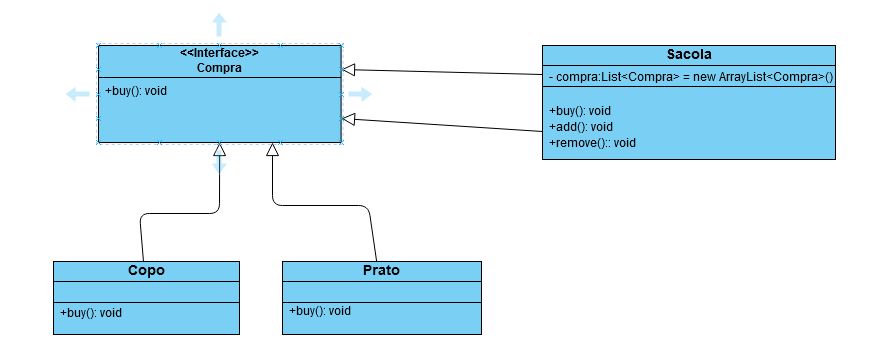 <<Interface>>
Compra
+buy(): void
Sacola
- compra:List<Compra> = new ArrayList<Compra>()
+buy(): void
+add(): void
+remove():: void
Copo
+buy(): void
Prato
+buy(): void